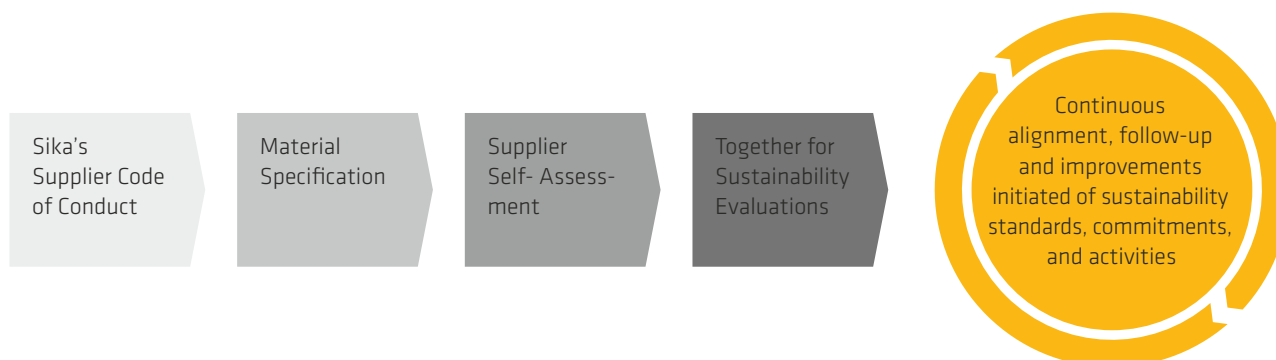 Sika's
Supplier Code
of Conduct
Material
Specification
Supplier
Self- Assess-
ment
Together for
Sustainability
Evaluations
Continuous
alignment, follow-up
and improvements
initiated of sustainability
standards, commitments,
and activities